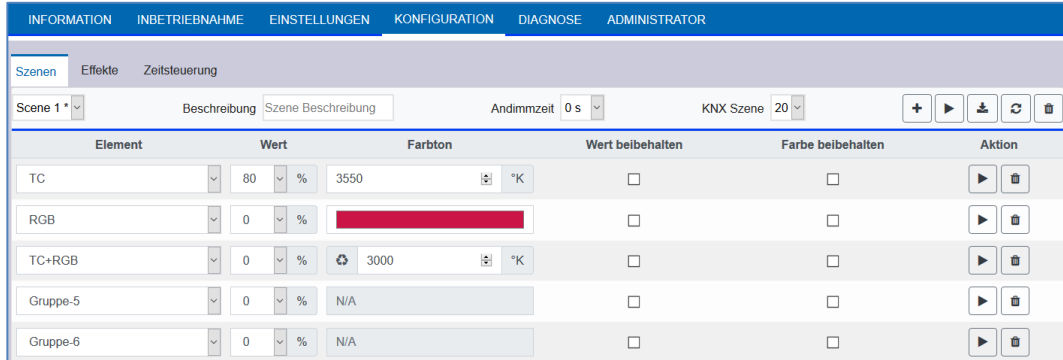 INFORMATION INBETRIEBNAHME EINSTELLUNGEN KONFIGURATION DIAGNOSE ADMINISTRATOR
Szenen Effekte Zeitsteuerung
Scene 1 * Beschreibung Szene Beschreibung Andimmzeit 0 s KNX Szene 20
Element Wert Farbton Wert beibehalten Farbe beibehalten Aktion
TC 80 % 3550 °K
RGB 0 %
TC+RGB 0 % 3000 °K
Gruppe-5 0 % N/A
Gruppe-6 0 % N/A